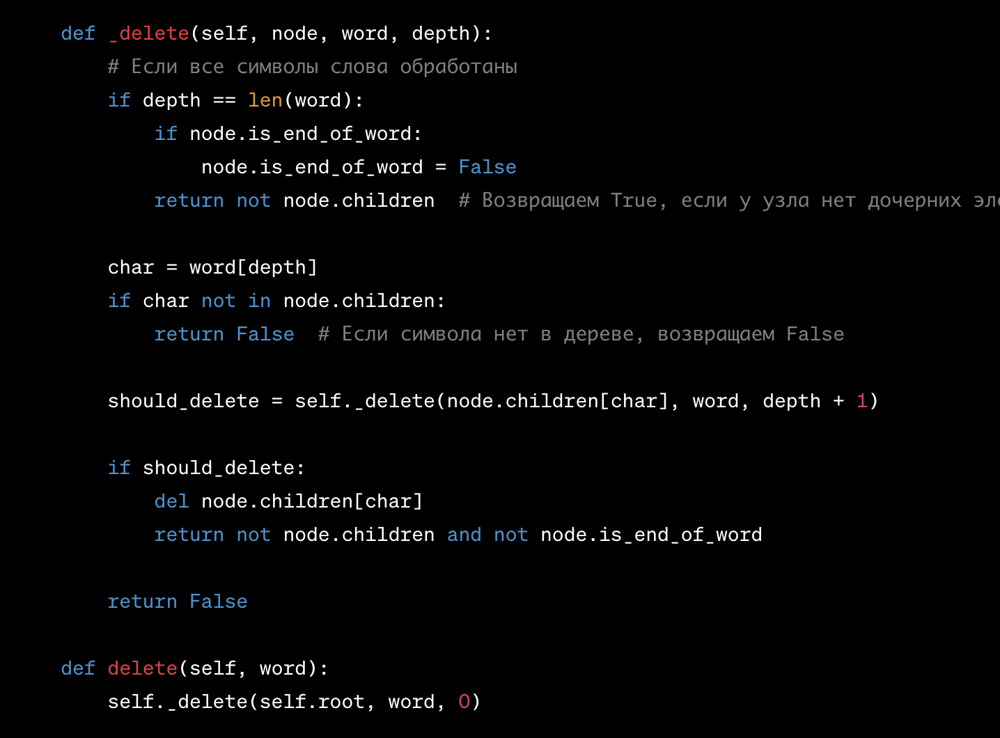 def _delete(self, node, word, depth):
# Если все символы слова обработаны
if depth == len(word):
if node.is_end_of_word:
node.is_end_of_word = False
return not node.children  # Возвращаем True, если у узла нет дочерних
char = word[depth]
if char not in node.children:
return False  # Если символа нет в дереве, возвращаем False
should_delete = self._delete(node.children[char], word, depth + 1)
if should_delete:
del node.children[char]
return not node.children and not node.is_end_of_word
return False
def delete(self, word):
self._delete(self.root, word, 0)